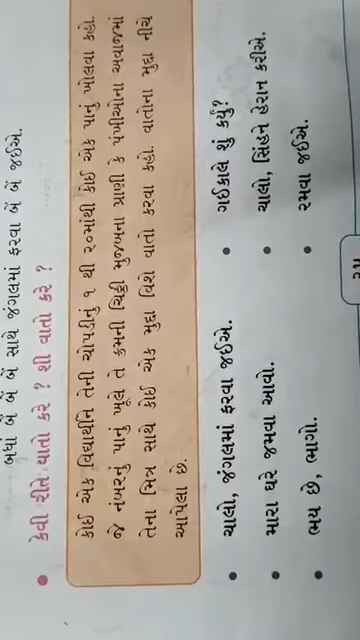 બધાં બેં બેં બેં સાથે જંગલમાં ફરવા બેં બેં જઈએ.
• કેવી રીતે વાતો કરે ? શી વાતો કરે ?
કોઈ એક વિદ્યાર્થીને તેની ચોપડીનું ૧ થી ૨૦માંથી કોઈ એક પાનું ખોલવા કહો.
જે નંબરનું પાનું ખૂલે તે ક્રમની ચિઠ્ઠી મુજબના પ્રાણી કે પંખીઓના અવાજમાં
તેના મિત્ર સાથે કોઈ એક મુદ્દા વિશે વાતો કરવા કહો. વાતોના મુદ્દા નીચે
આપેલા છે.
• ચાલો, જંગલમાં ફરવા જઈએ.
• મારા ઘરે જમવા આવો.
• ભય છે, ભાગો.
• ગઈકાલે શું કર્યું?
• ચાલો, સિંહને હેરાન કરીએ.
• રમવા જઈએ.